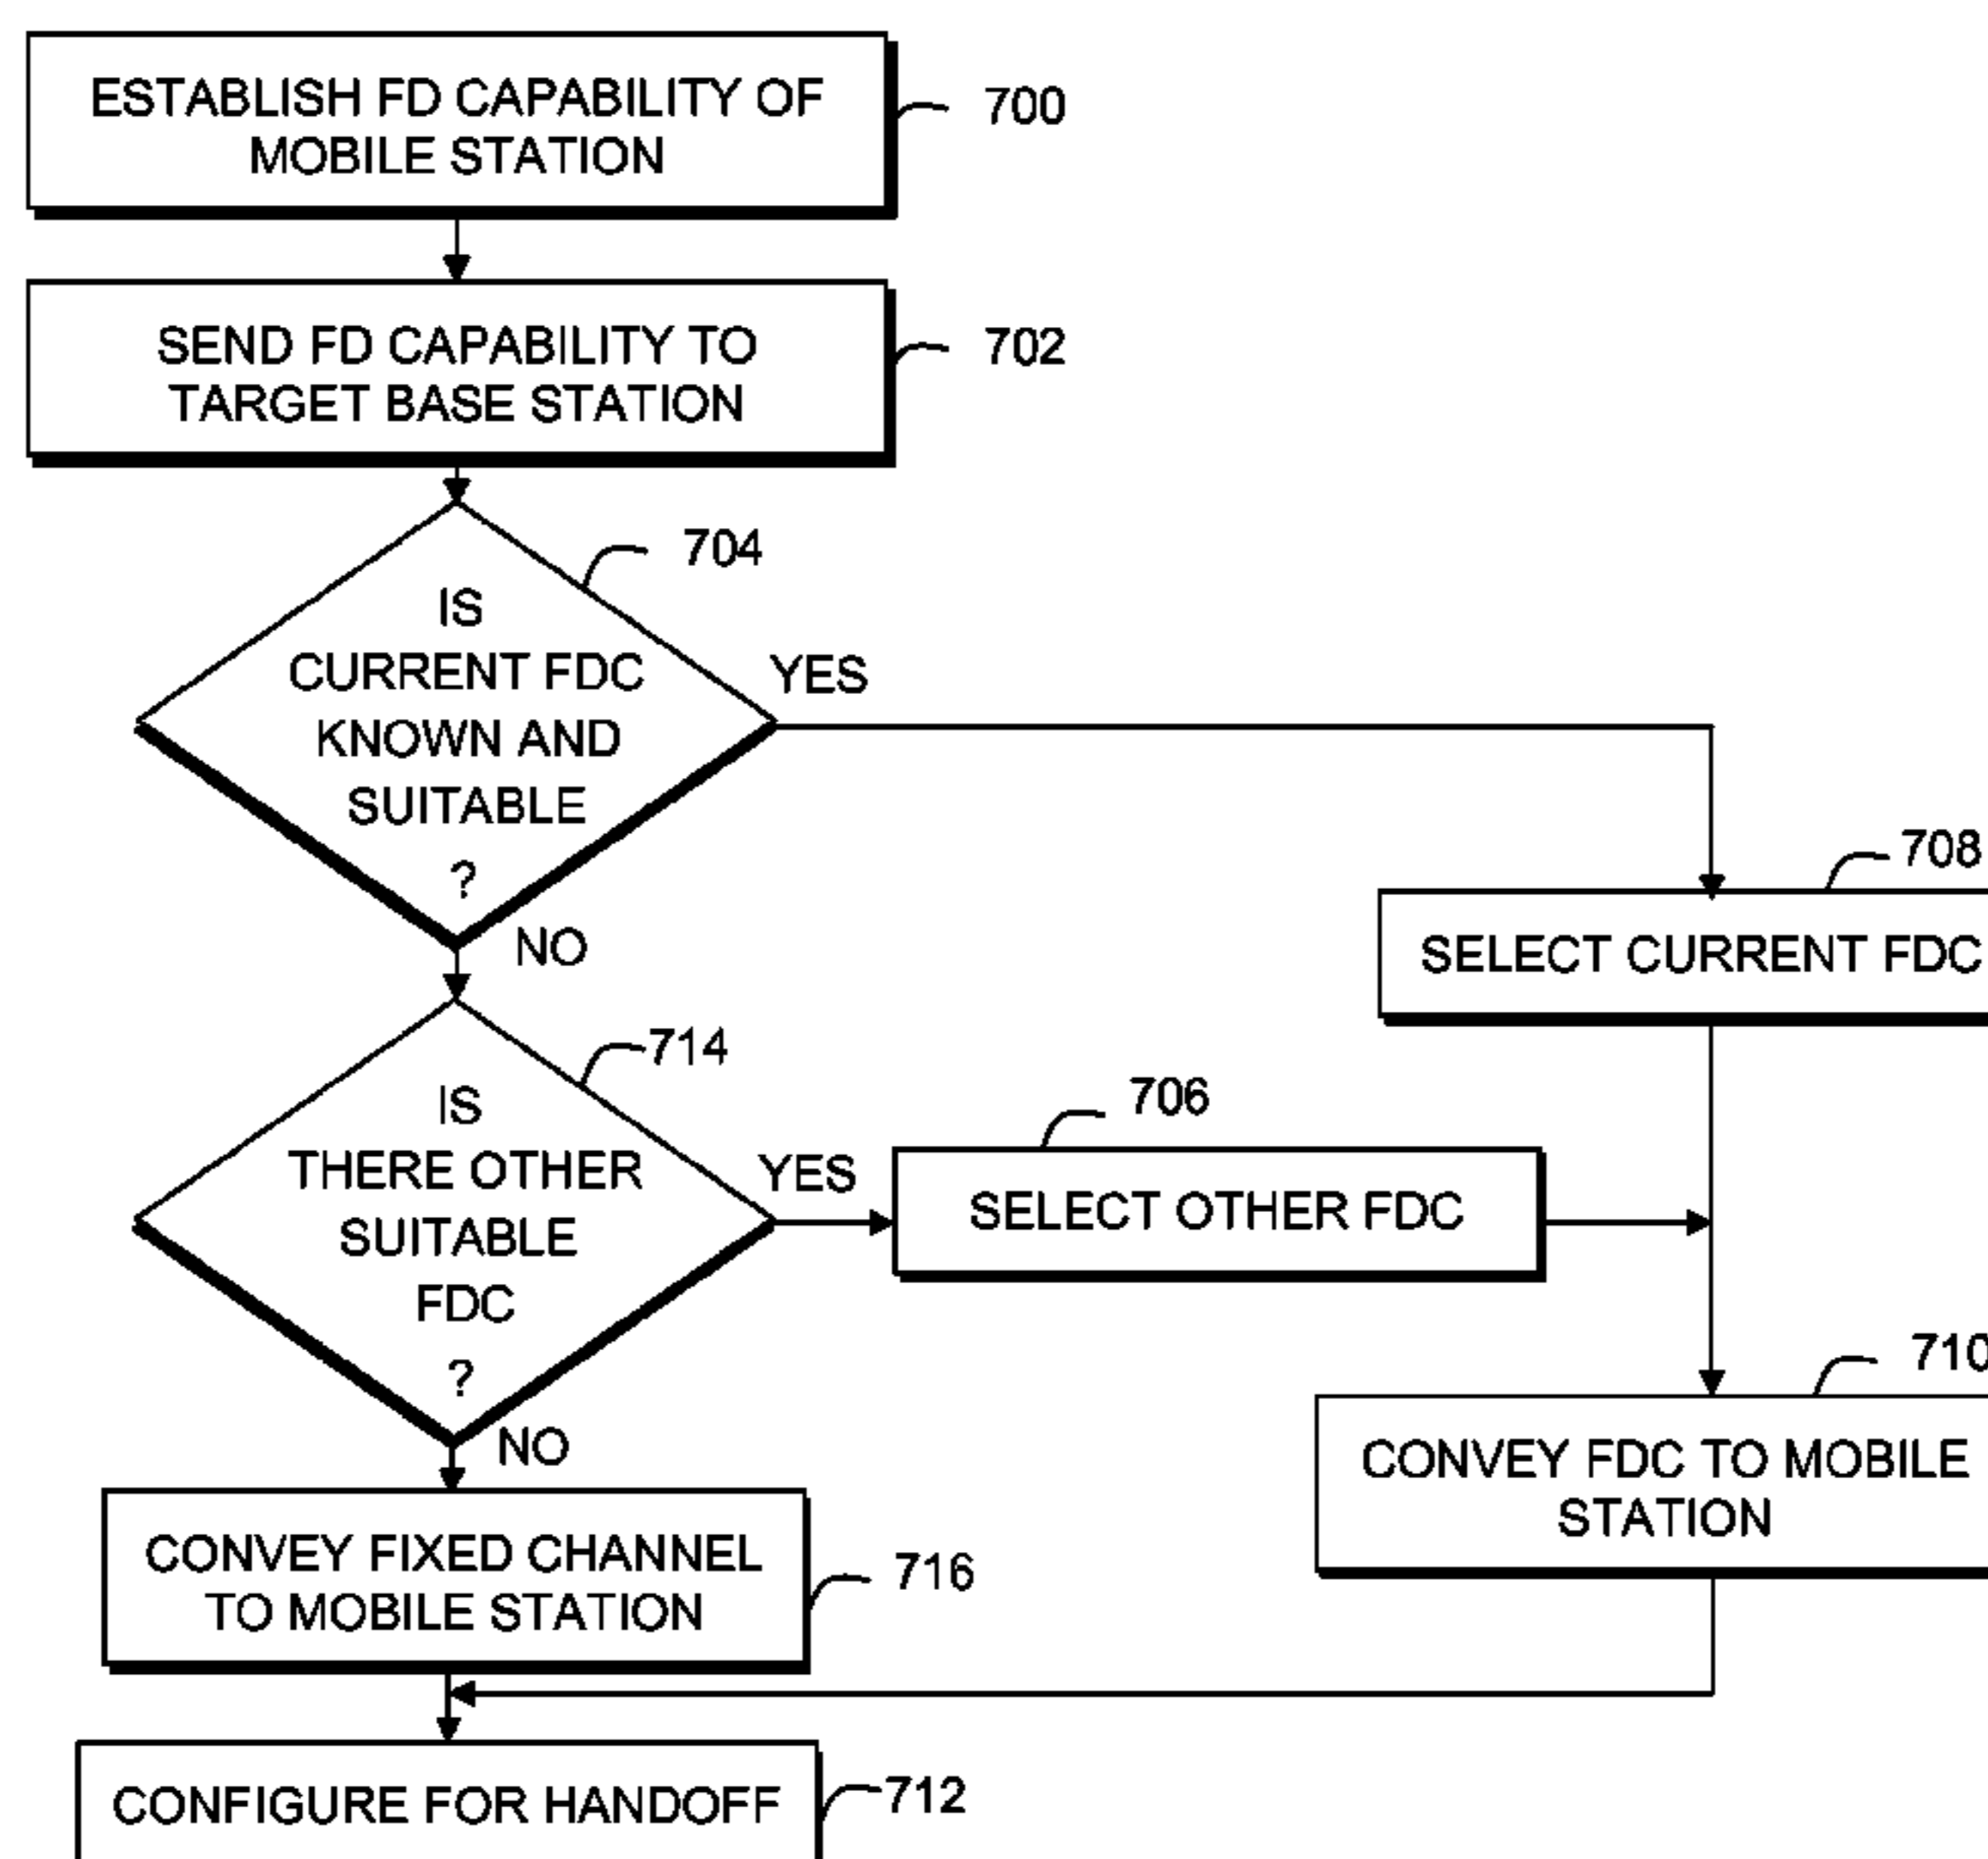 ESTABLISH FD CAPABILITY OF
MOBILE STATION
700
SEND FD CAPABILITY TO
TARGET BASE STATION
702
704
IS
CURRENT FDC
KNOWN AND
SUITABLE
?
YES
NO
708
SELECT CURRENT FDC
714
IS
THERE OTHER
SUITABLE
FDC
?
YES
NO
706
SELECT OTHER FDC
710
CONVEY FDC TO MOBILE
STATION
CONVEY FIXED CHANNEL
TO MOBILE STATION
716
CONFIGURE FOR HANDOFF
712